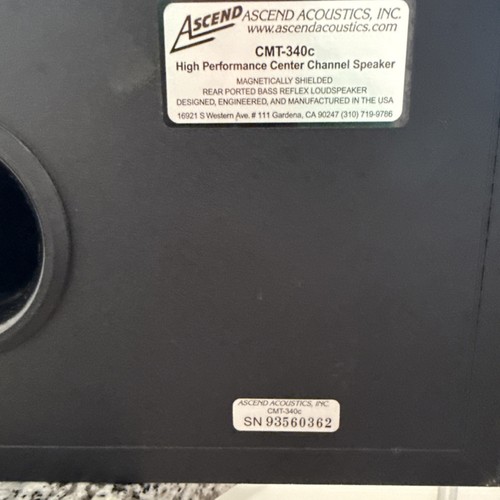 ASCEND ASCEND ACOUSTICS, INC.
www.ascendacoustics.com
CMT-340c
High Performance Center Channel Speaker
MAGNETICALLY SHIELDED
REAR PORTED BASS REFLEX LOUDSPEAKER
DESIGNED, ENGINEERED, AND MANUFACTURED IN THE USA
16921 S Western Ave. # 111 Gardena, CA 90247 (310) 719-9786
ASCEND ACOUSTICS, INC.
CMT-340c
SN 93560362